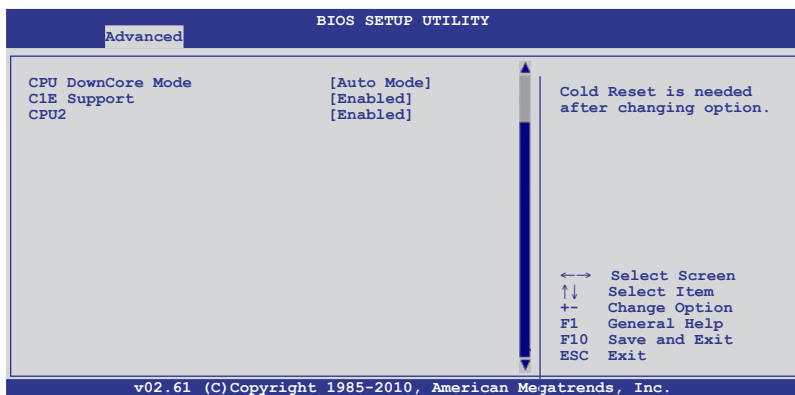 BIOS SETUP UTILITY
Advanced
CPU DownCore Mode [Auto Mode]
C1E Support [Enabled]
CPU2 [Enabled]
Cold Reset is needed
after changing option.
←→ Select Screen
↑↓ Select Item
+- Change Option
F1 General Help
F10 Save and Exit
ESC Exit
v02.61 (C)Copyright 1985-2010, American Megatrends, Inc.